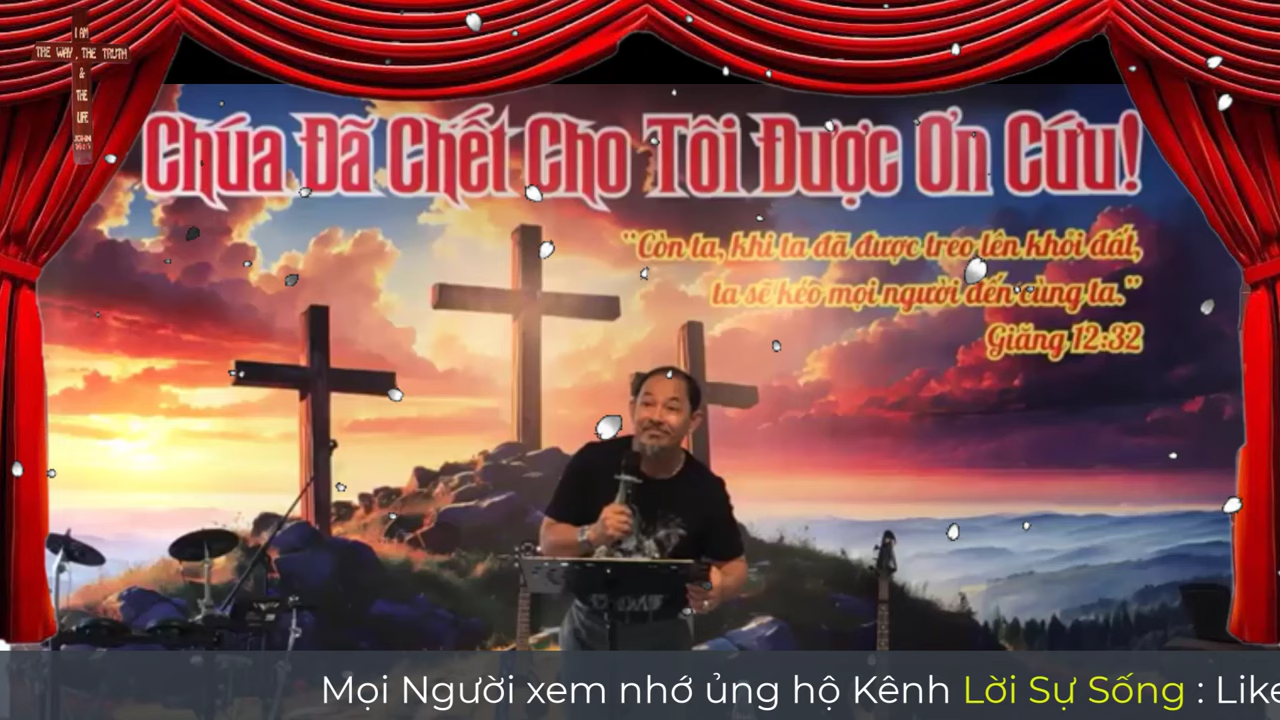 I AM
THE WAY, THE TRUTH
&
THE
LIFE
JOHN
Chúa Đã Chết Cho Tôi Được Ơn Cứu!
"Còn ta, khi ta đã được treo lên khỏi đất,
ta sẽ kéo mọi người đến cùng ta."
Giăng 12:32
Mọi Người xem nhớ ủng hộ Kênh Lời Sự Sống : Like